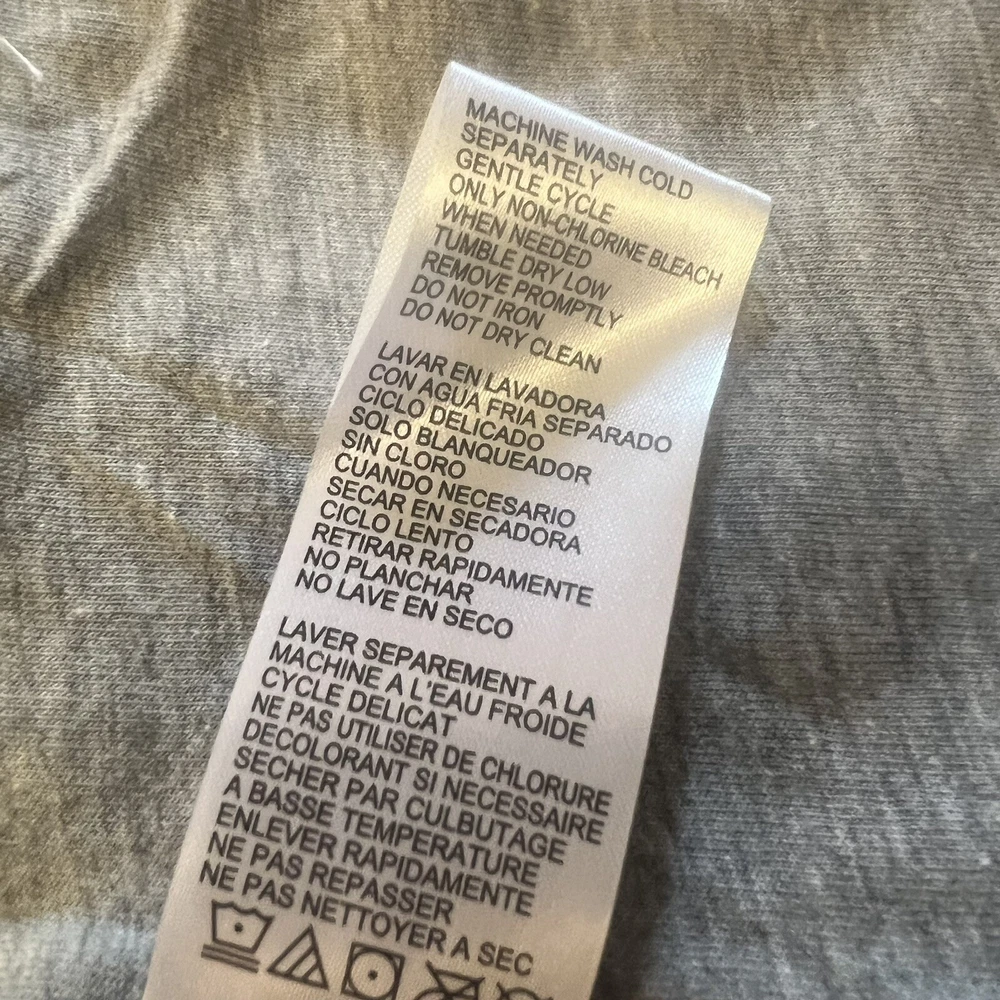 MACHINE WASH COLD
SEPARATELY
GENTLE CYCLE
ONLY NON-CHLORINE BLEACH
WHEN NEEDED
TUMBLE DRY LOW
REMOVE PROMPTLY
DO NOT IRON
DO NOT DRY CLEAN
LAVAR EN LAVADORA
CON AGUA FRIA SEPARADO
CICLO DELICADO
SOLO BLANQUEADOR
SIN CLORO
CUANDO NECESARIO
SECAR EN SECADORA
CICLO LENTO
RETIRAR RAPIDAMENTE
NO PLANCHAR
NO LAVE EN SECO
LAVER SEPAREMENT A LA
MACHINE A L'EAU FROIDE
CYCLE DELICAT
NE PAS UTILISER DE CHLORURE
DECOLORANT SI NECESSAIRE
SECHER PAR CULBUTAGE
A BASSE TEMPERATURE
ENLEVER RAPIDAMENTE
NE PAS REPASSER
NE PAS NETTOYER A SEC